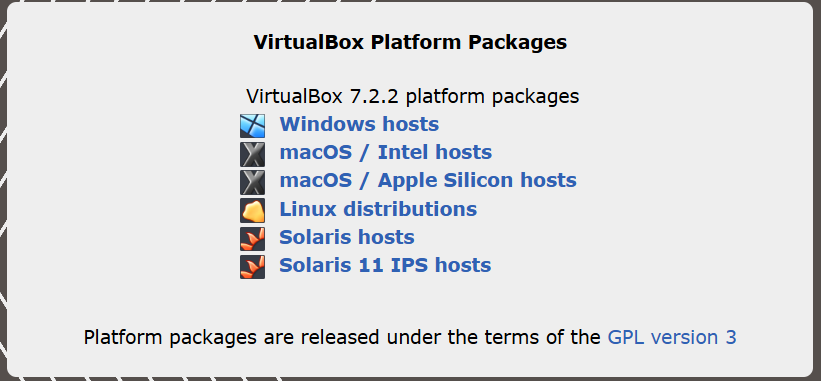 VirtualBox Platform Packages
VirtualBox 7.2.2 platform packages
Windows hosts
macOS / Intel hosts
macOS / Apple Silicon hosts
Linux distributions
Solaris hosts
Solaris 11 IPS hosts
Platform packages are released under the terms of the GPL version 3